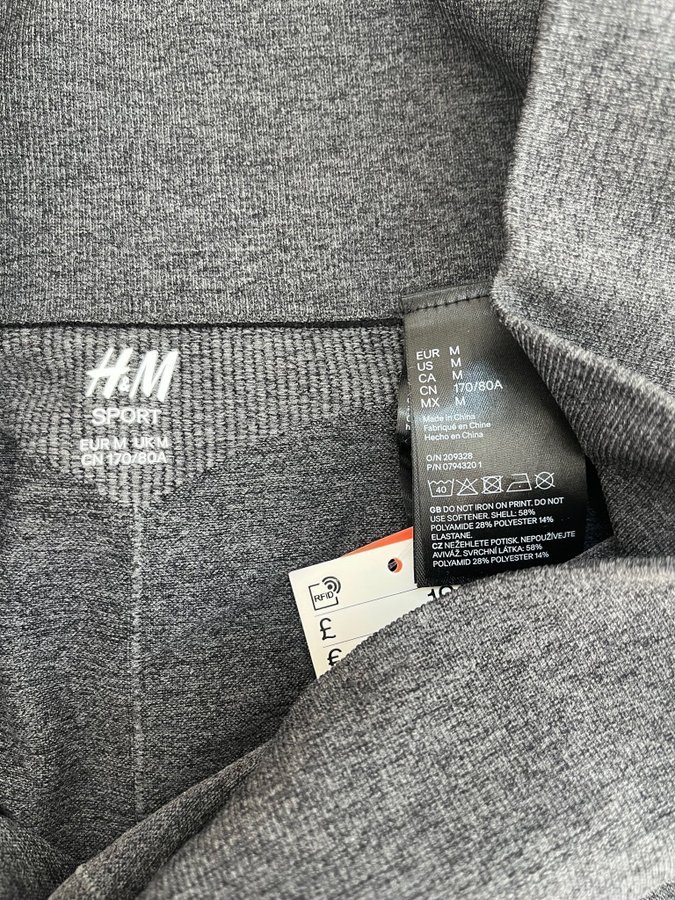 H&M
SPORT
EUR M UK M
CN 170/80A
EUR M
US M
CA M
CN 170/80A
MX M
Made in China
Fabriqué en Chine
Hecho en China
O/N 209328
P/N 0794320 1
40
GB DO NOT IRON ON PRINT. DO NOT
USE SOFTENER. SHELL: 58%
POLYAMIDE 28% POLYESTER 14%
ELASTANE.
CZ NEŽEHLETE POTISK. NEPOUŽÍVEJTE
AVIVÁŽ. SVRCHNÍ LÁTKA: 58%
POLYAMID 28% POLYESTER 14%
RFID
£
€